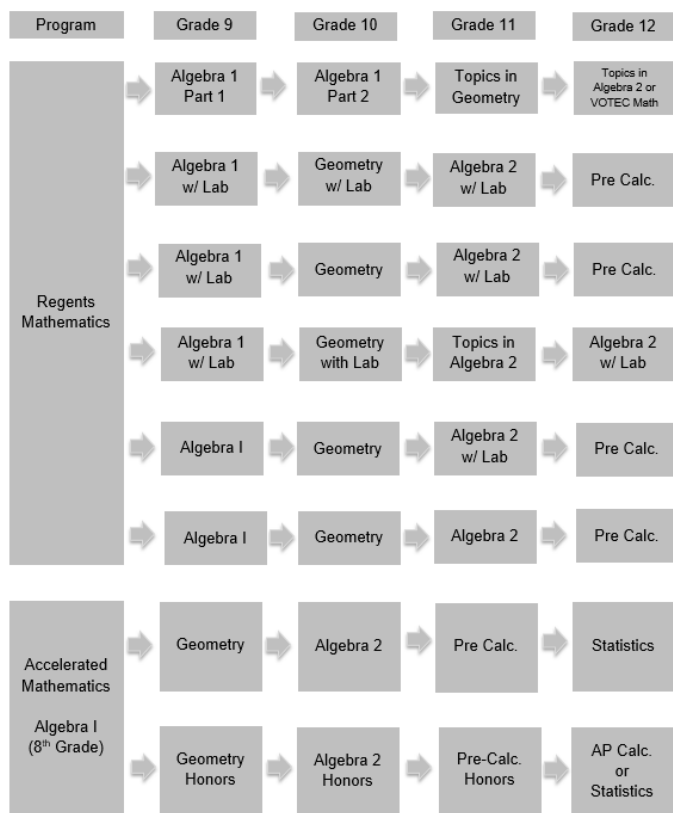 Program
Grade 9
Grade 10
Grade 11
Grade 12
Regents
Mathematics
Algebra 1
Part 1
Algebra 1
Part 2
Topics in
Geometry
Topics in
Algebra 2 or
VOTEC Math
Algebra 1
w/ Lab
Geometry
w/ Lab
Algebra 2
w/ Lab
Pre Calc.
Algebra 1
w/ Lab
Geometry
Algebra 2
w/ Lab
Pre Calc.
Algebra 1
w/ Lab
Geometry
with Lab
Topics in
Algebra 2
Algebra 2
w/ Lab
Algebra I
Geometry
Algebra 2
w/ Lab
Pre Calc.
Algebra I
Geometry
Algebra 2
Pre Calc.
Accelerated
Mathematics
Algebra I
(8th Grade)
Geometry
Algebra 2
Pre Calc.
Statistics
Geometry
Honors
Algebra 2
Honors
Pre-Calc.
Honors
AP Calc.
or
Statistics